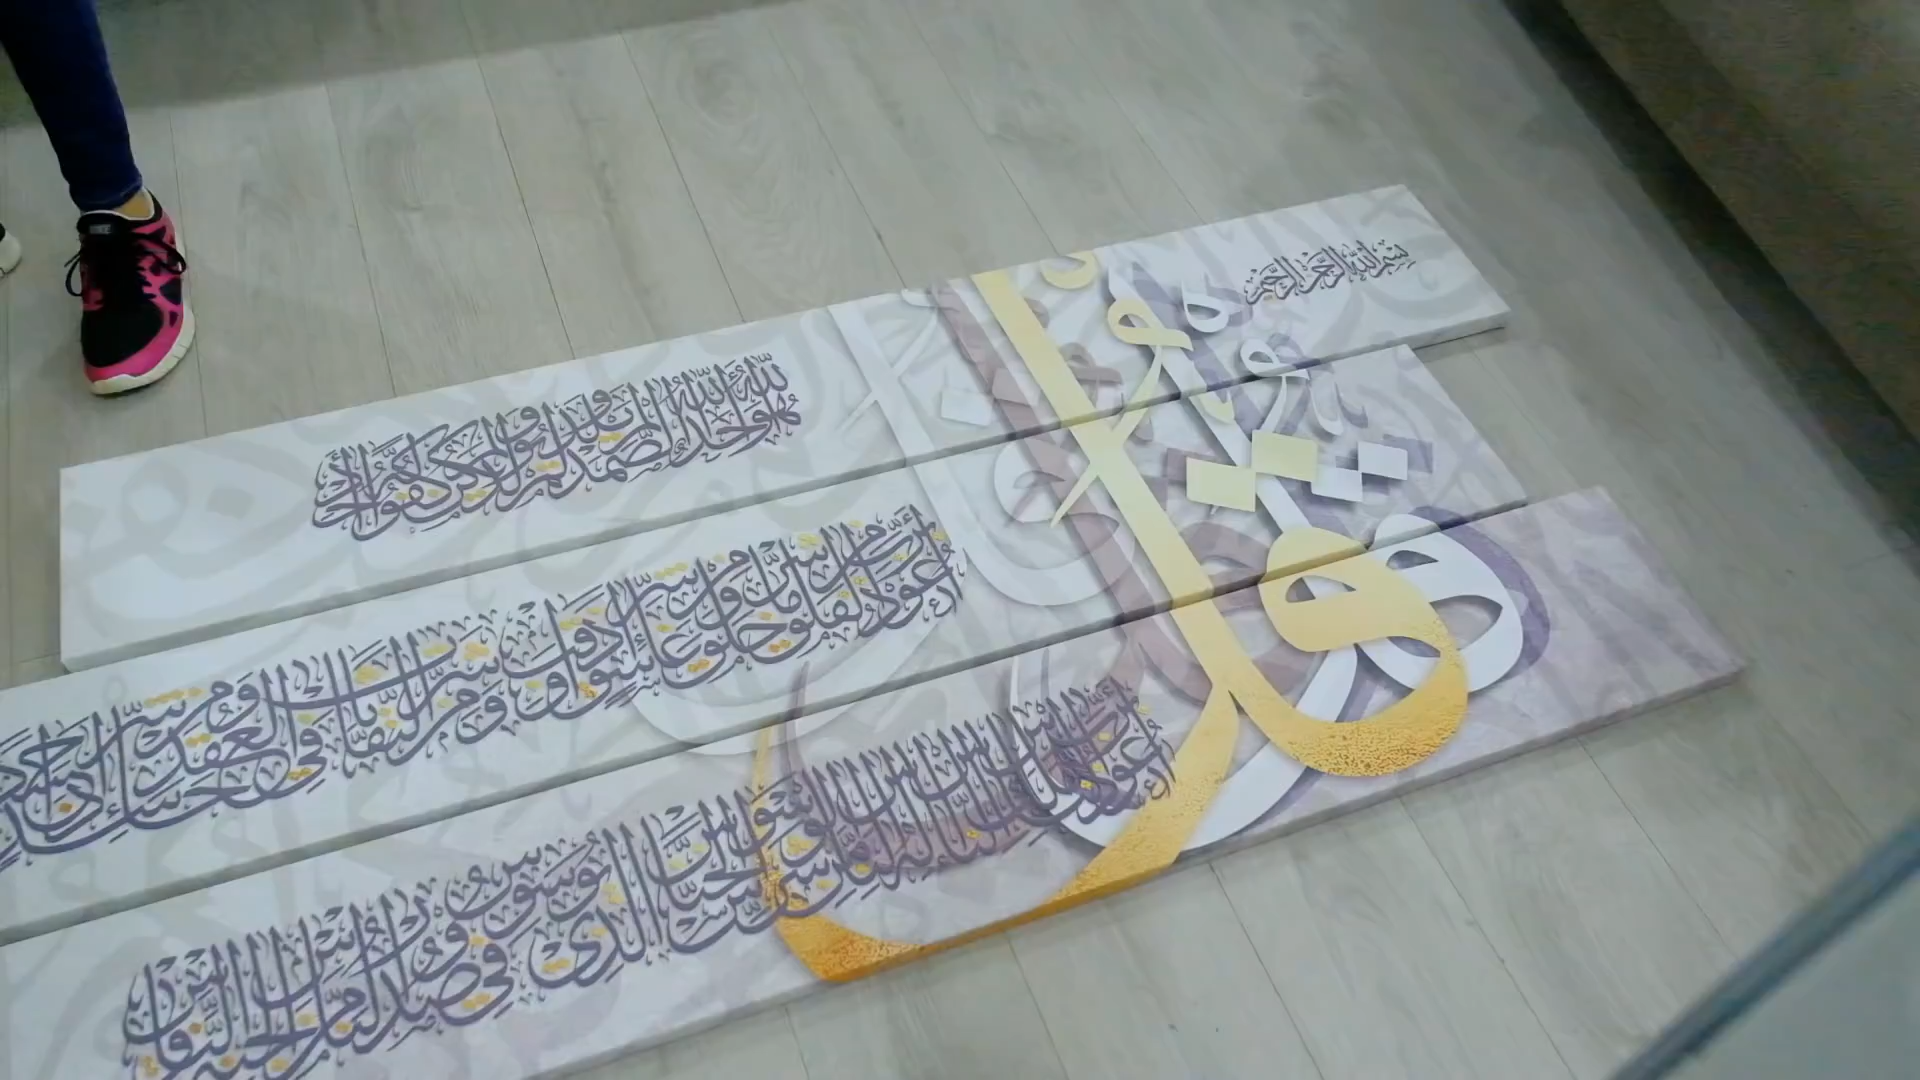 بسم الله الرحمن الرحيم
قل
هو الله أحد الله الصمد لم يلد ولم يولد ولم يكن له كفوا أحد
أعوذ برب الفلق من شر ما خلق ومن شر غاسق إذا وقب ومن شر النفاثات في العقد ومن شر حاسد إذا حسد
أعوذ برب الناس ملك الناس إله الناس من شر الوسواس الخناس الذي يوسوس في صدور الناس من الجنة والناس
NIKE